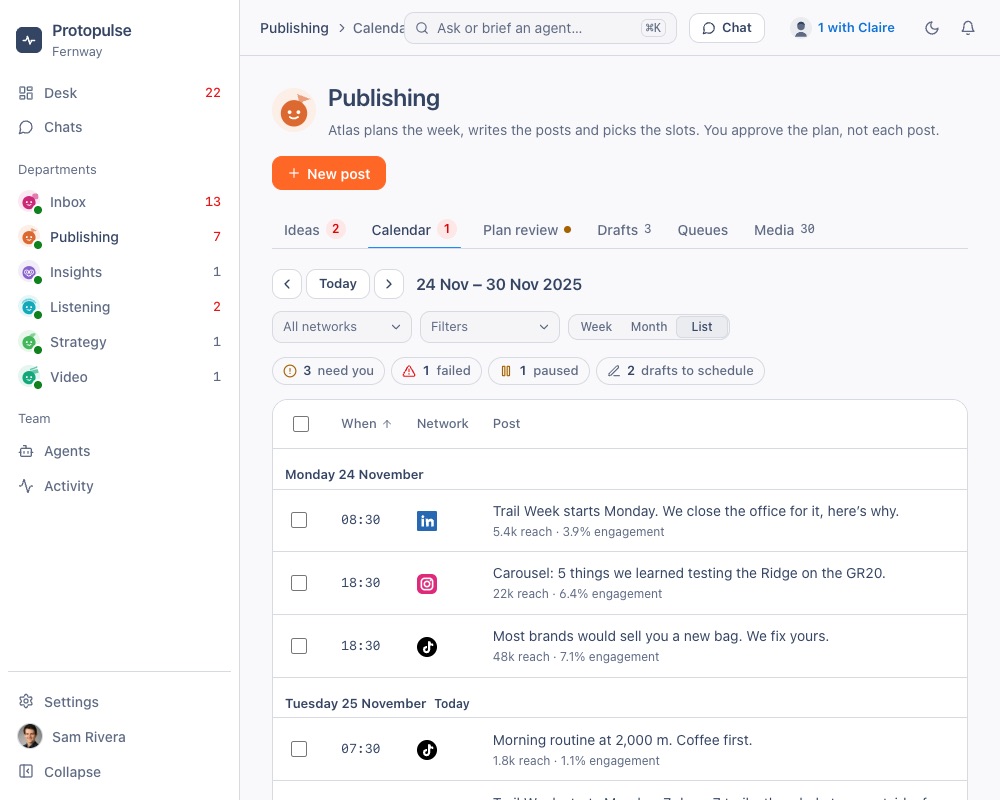 Protopulse
Fernway
Desk 22
Chats
Departments
Inbox 13
Publishing 7
Insights 1
Listening 2
Strategy 1
Video 1
Team
Agents
Activity
Settings
Sam Rivera
Collapse
Publishing > Calenda
Ask or brief an agent… ⌘K
Chat
1 with Claire
Publishing
Atlas plans the week, writes the posts and picks the slots. You approve the plan, not each post.
+ New post
Ideas 2 Calendar 1 Plan review Drafts 3 Queues Media 30
Today 24 Nov – 30 Nov 2025
All networks Filters Week Month List
3 need you 1 failed 1 paused 2 drafts to schedule
When ↑ Network Post
Monday 24 November
08:30 in Trail Week starts Monday. We close the office for it, here’s why.
5.4k reach · 3.9% engagement
18:30 Carousel: 5 things we learned testing the Ridge on the GR20.
22k reach · 6.4% engagement
18:30 Most brands would sell you a new bag. We fix yours.
48k reach · 7.1% engagement
Tuesday 25 November Today
07:30 Morning routine at 2,000 m. Coffee first.
1.8k reach · 1.1% engagement